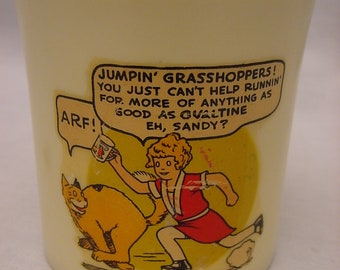 JUMPIN' GRASSHOPPERS!
YOU JUST CAN'T HELP RUNNIN'
FOR MORE OF ANYTHING AS
GOOD AS OVALTINE
EH, SANDY?
ARF!